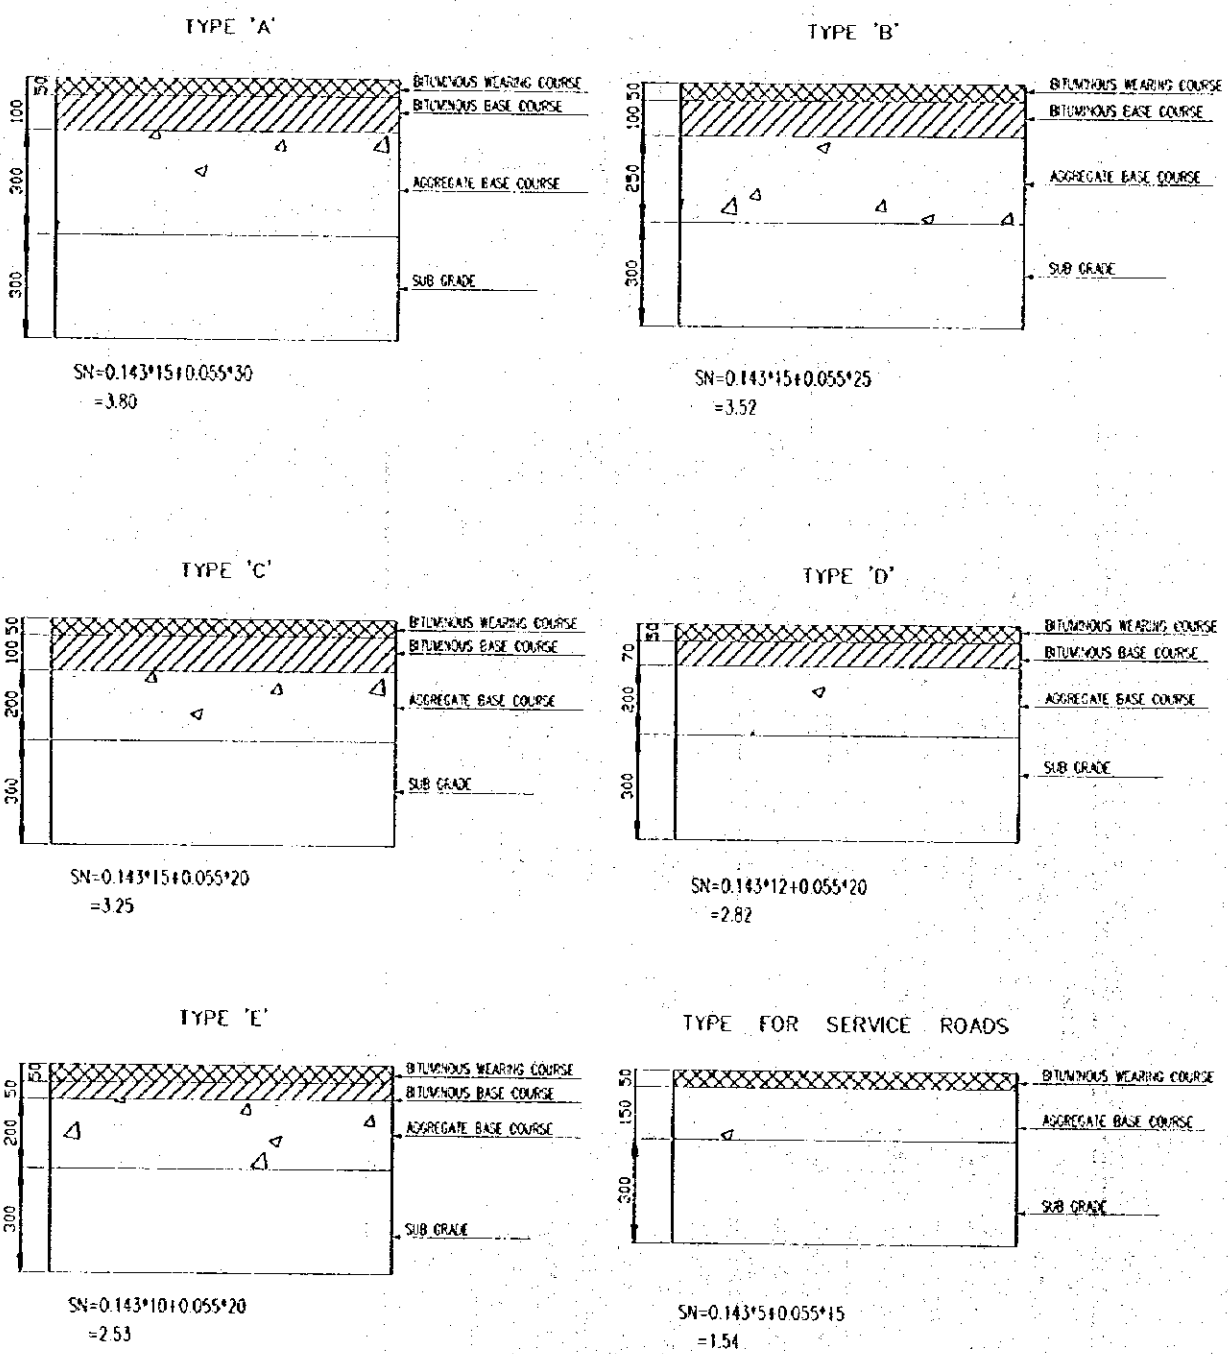 TYPE 'A'
50
100
300
300
BITUMINOUS WEARING COURSE
BITUMINOUS BASE COURSE
AGGREGATE BASE COURSE
SUB GRADE
SN=0.143*15+0.055*30
=3.80
TYPE 'B'
50
100
250
300
BITUMINOUS WEARING COURSE
BITUMINOUS BASE COURSE
AGGREGATE BASE COURSE
SUB GRADE
SN=0.143*15+0.055*25
=3.52
TYPE 'C'
50
100
200
300
BITUMINOUS WEARING COURSE
BITUMINOUS BASE COURSE
AGGREGATE BASE COURSE
SUB GRADE
SN=0.143*15+0.055*20
=3.25
TYPE 'D'
50
70
200
300
BITUMINOUS WEARING COURSE
BITUMINOUS BASE COURSE
AGGREGATE BASE COURSE
SUB GRADE
SN=0.143*12+0.055*20
=2.82
TYPE 'E'
50
50
200
300
BITUMINOUS WEARING COURSE
BITUMINOUS BASE COURSE
AGGREGATE BASE COURSE
SUB GRADE
SN=0.143*10+0.055*20
=2.53
TYPE FOR SERVICE ROADS
50
150
300
BITUMINOUS WEARING COURSE
AGGREGATE BASE COURSE
SUB GRADE
SN=0.143*5+0.055*15
=1.54